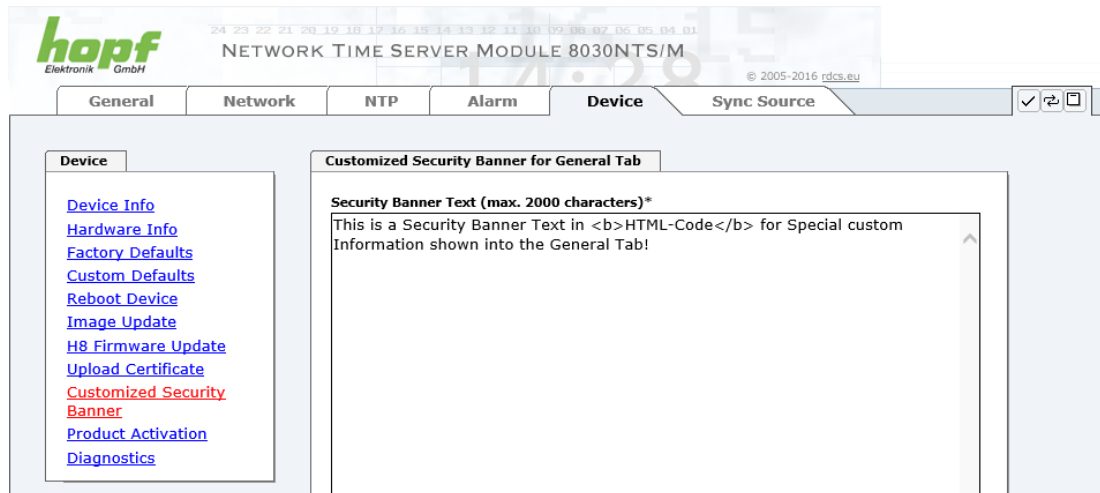 hopf
Elektronik GmbH
24 23 22 21 20 19 18 17 16 15 14 13 12 11 10 09 08 07 06 05 04 01
NETWORK TIME SERVER MODULE 8030NTS/M
14:28
© 2005-2016 rdcs.eu
General
Network
NTP
Alarm
Device
Sync Source
Device
Device Info
Hardware Info
Factory Defaults
Custom Defaults
Reboot Device
Image Update
H8 Firmware Update
Upload Certificate
Customized Security
Banner
Product Activation
Diagnostics
Customized Security Banner for General Tab
Security Banner Text (max. 2000 characters)*
This is a Security Banner Text in <b>HTML-Code</b> for Special custom
Information shown into the General Tab!